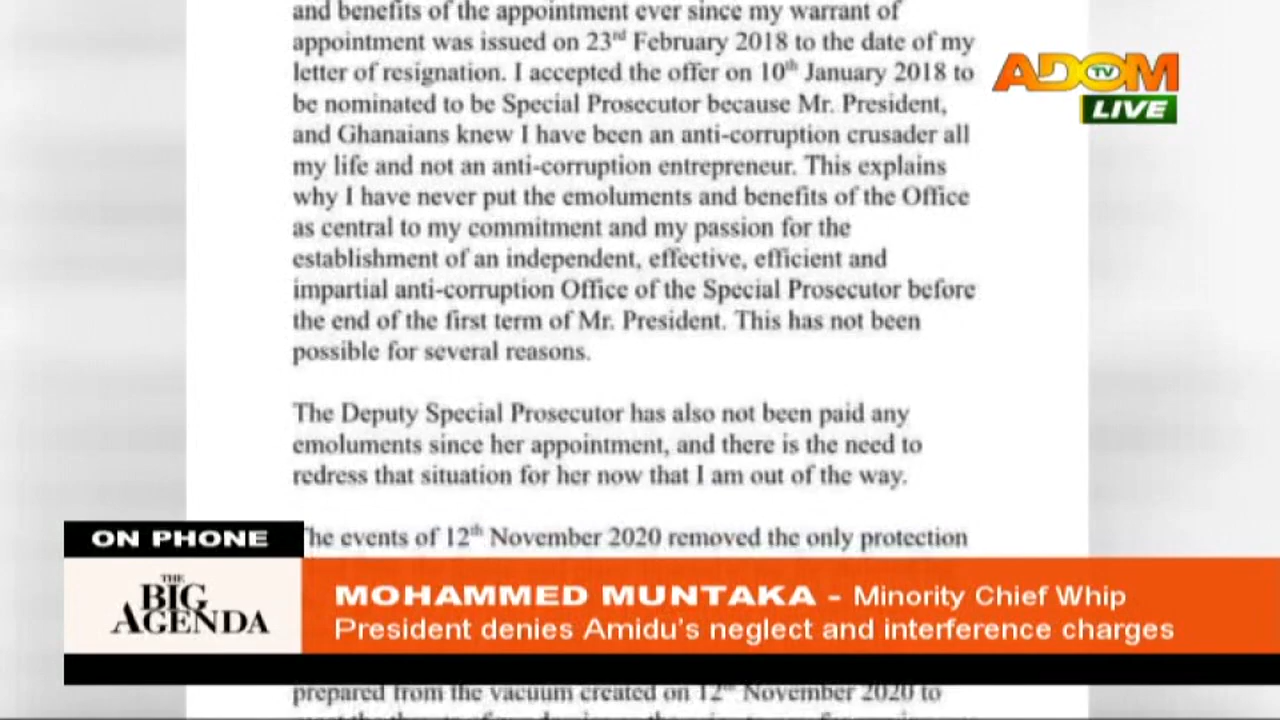 and benefits of the appointment ever since my warrant of
appointment was issued on 23rd February 2018 to the date of my
letter of resignation. I accepted the offer on 10th January 2018 to
be nominated to be Special Prosecutor because Mr. President,
and Ghanaians knew I have been an anti-corruption crusader all
my life and not an anti-corruption entrepreneur. This explains
why I have never put the emoluments and benefits of the Office
as central to my commitment and my passion for the
establishment of an independent, effective, efficient and
impartial anti-corruption Office of the Special Prosecutor before
the end of the first term of Mr. President. This has not been
possible for several reasons.
The Deputy Special Prosecutor has also not been paid any
emoluments since her appointment, and there is the need to
redress that situation for her now that I am out of the way.
The events of 12th November 2020 removed the only protection
prepared from the vacuum created on 12th November 2020 to
ADOM TV
LIVE
ON PHONE
THE
BIG
AGENDA
MOHAMMED MUNTAKA - Minority Chief Whip
President denies Amidu's neglect and interference charges